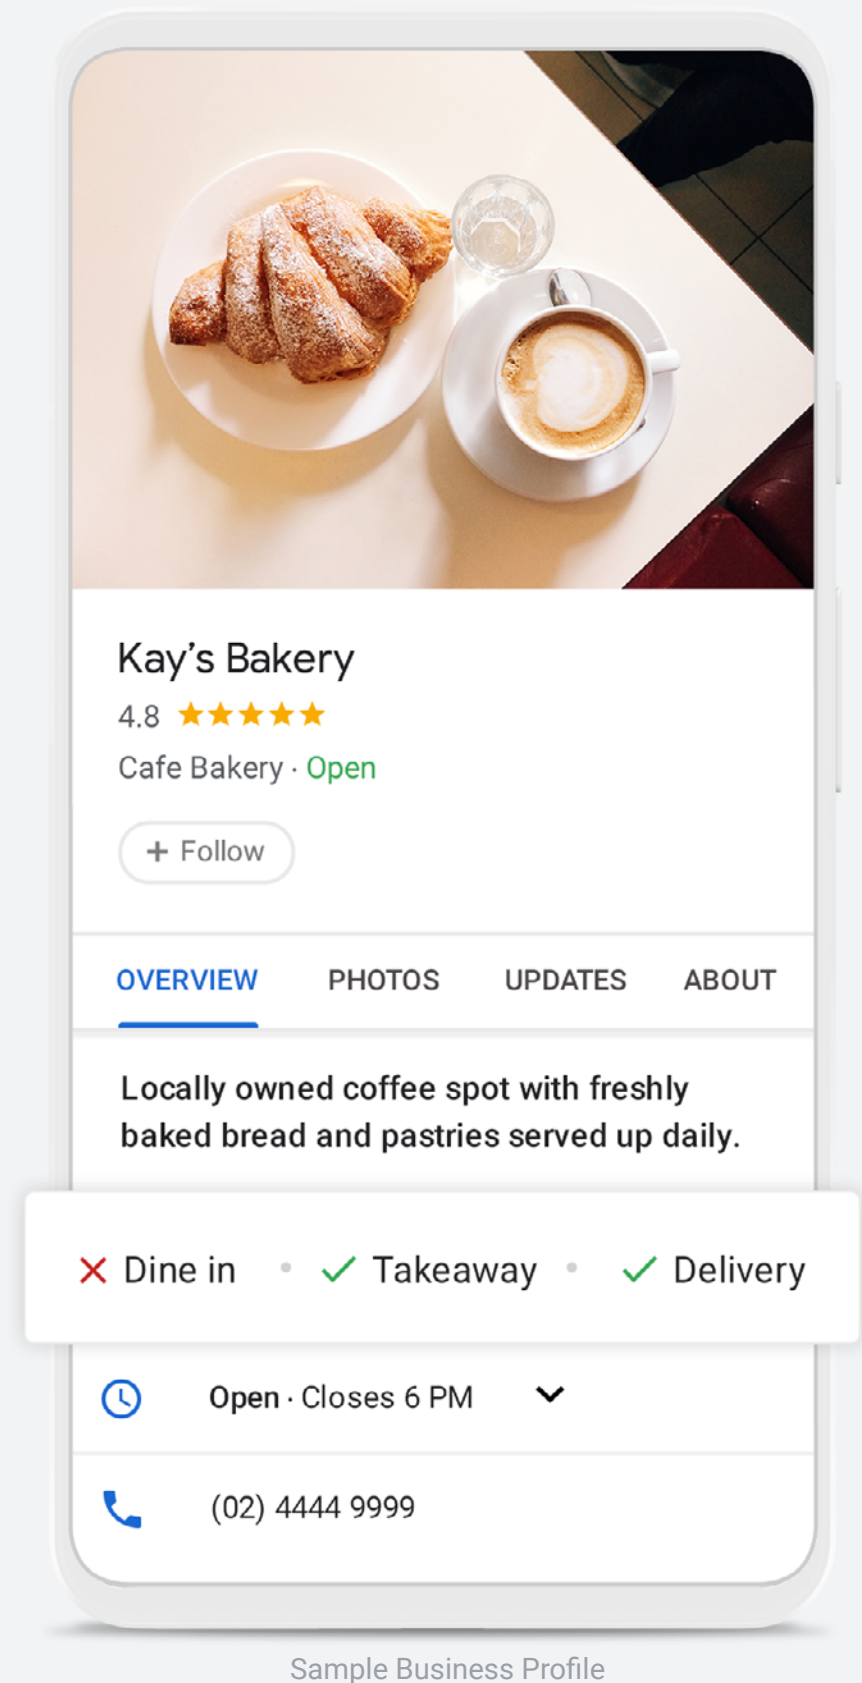 Kay’s Bakery
4.8
Cafe Bakery · Open
+ Follow
OVERVIEW PHOTOS UPDATES ABOUT
Locally owned coffee spot with freshly
baked bread and pastries served up daily.
Dine in • Takeaway • Delivery
Open · Closes 6 PM
(02) 4444 9999
Sample Business Profile